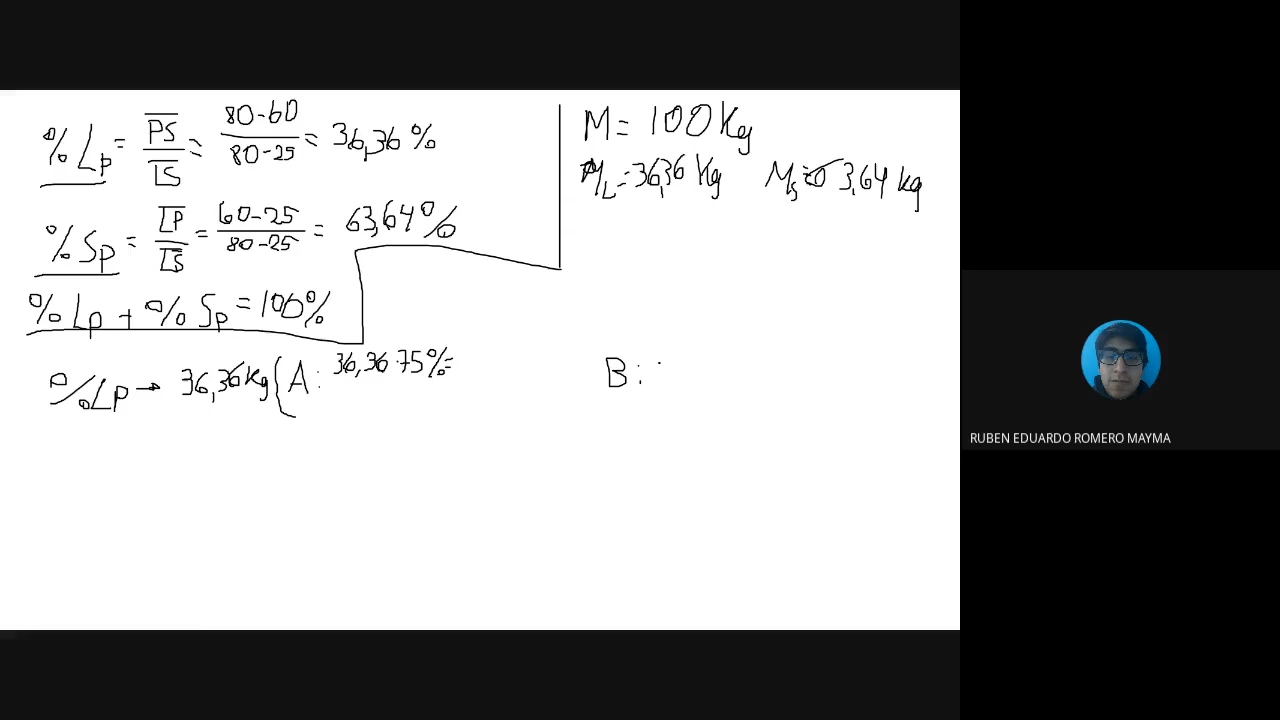 %Lp = PS / LS = 80-60 / 80-25 = 36,36%
%Sp = LP / LS = 60-25 / 80-25 = 63,64%
%Lp + %Sp = 100%
M = 100 Kg
ML = 36,36 Kg Ms = 63,64 kg
%Lp → 36,36 kg { A: 36,36·75% =
B:
RUBEN EDUARDO ROMERO MAYMA